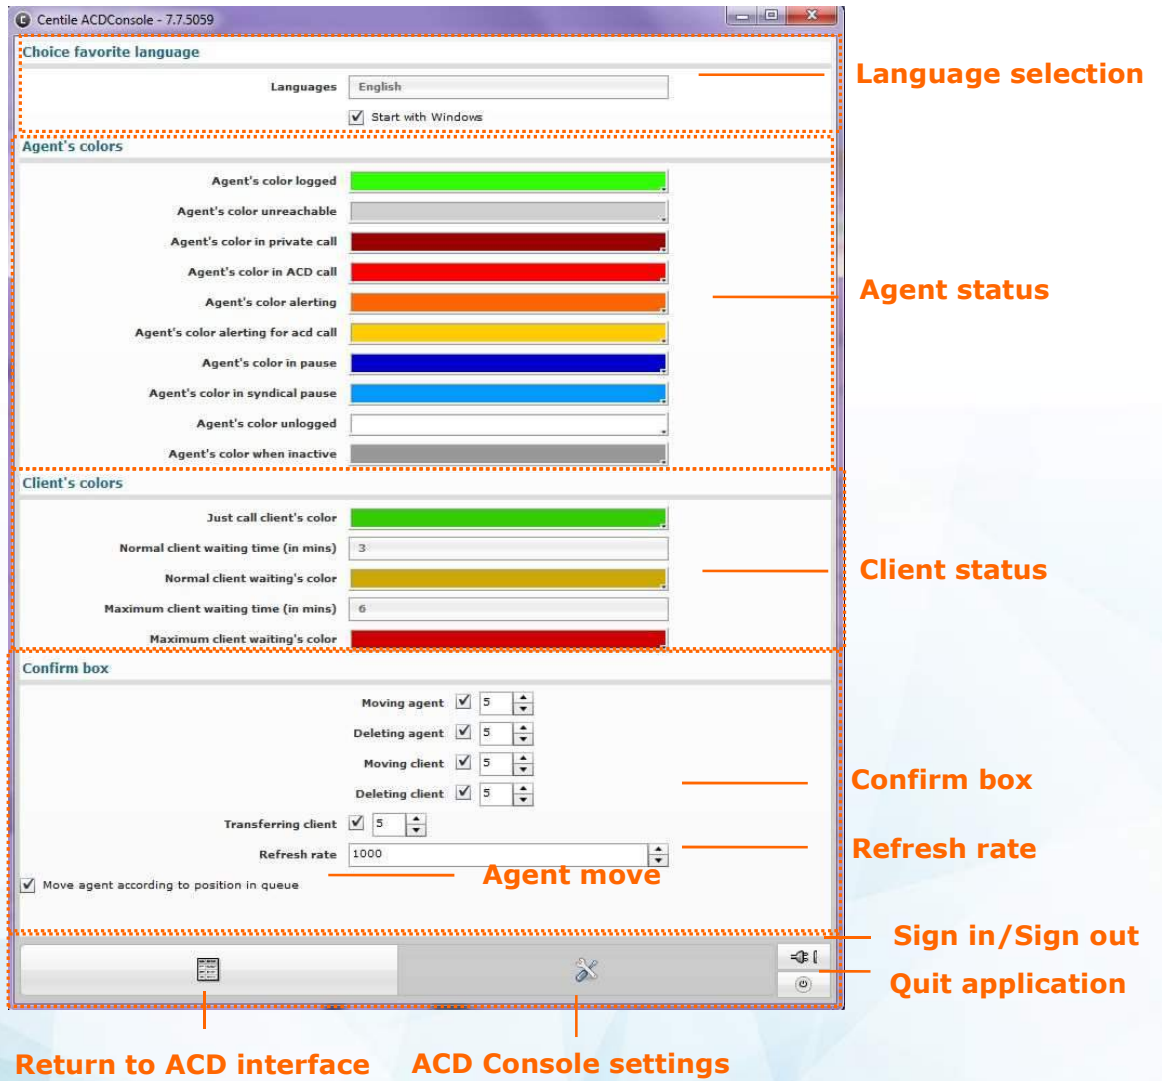 Centile ACDConsole - 7.7.5059
Choice favorite language
Languages English
Language selection
Start with Windows
Agent's colors
Agent's color logged
Agent's color unreachable
Agent's color in private call
Agent's color in ACD call
Agent's color alerting
Agent status
Agent's color alerting for acd call
Agent's color in pause
Agent's color in syndical pause
Agent's color unlogged
Agent's color when inactive
Client's colors
Just call client's color
Normal client waiting time (in mins) 3
Client status
Normal client waiting's color
Maximum client waiting time (in mins) 6
Maximum client waiting's color
Confirm box
Moving agent 5
Deleting agent 5
Moving client 5
Confirm box
Deleting client 5
Transferring client 5
Refresh rate 1000
Refresh rate
Agent move
Move agent according to position in queue
Sign in/Sign out
Quit application
Return to ACD interface
ACD Console settings